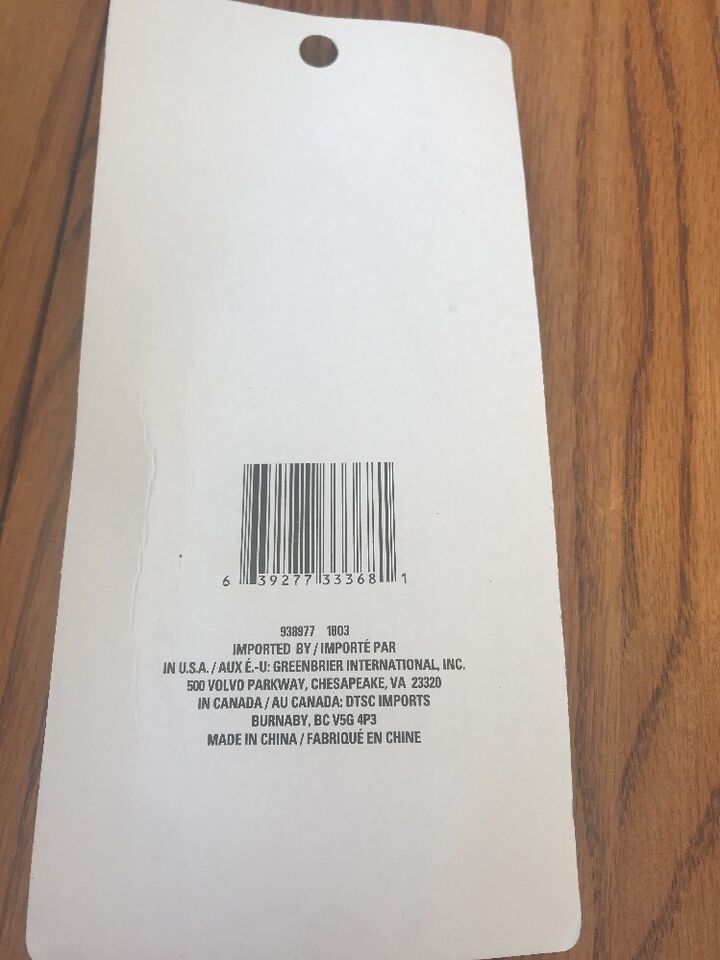 6 39277 33368 1
938977 1803
IMPORTED BY / IMPORTÉ PAR
IN U.S.A. / AUX É.-U: GREENBRIER INTERNATIONAL, INC.
500 VOLVO PARKWAY, CHESAPEAKE, VA 23320
IN CANADA / AU CANADA: DTSC IMPORTS
BURNABY, BC V5G 4P3
MADE IN CHINA / FABRIQUÉ EN CHINE